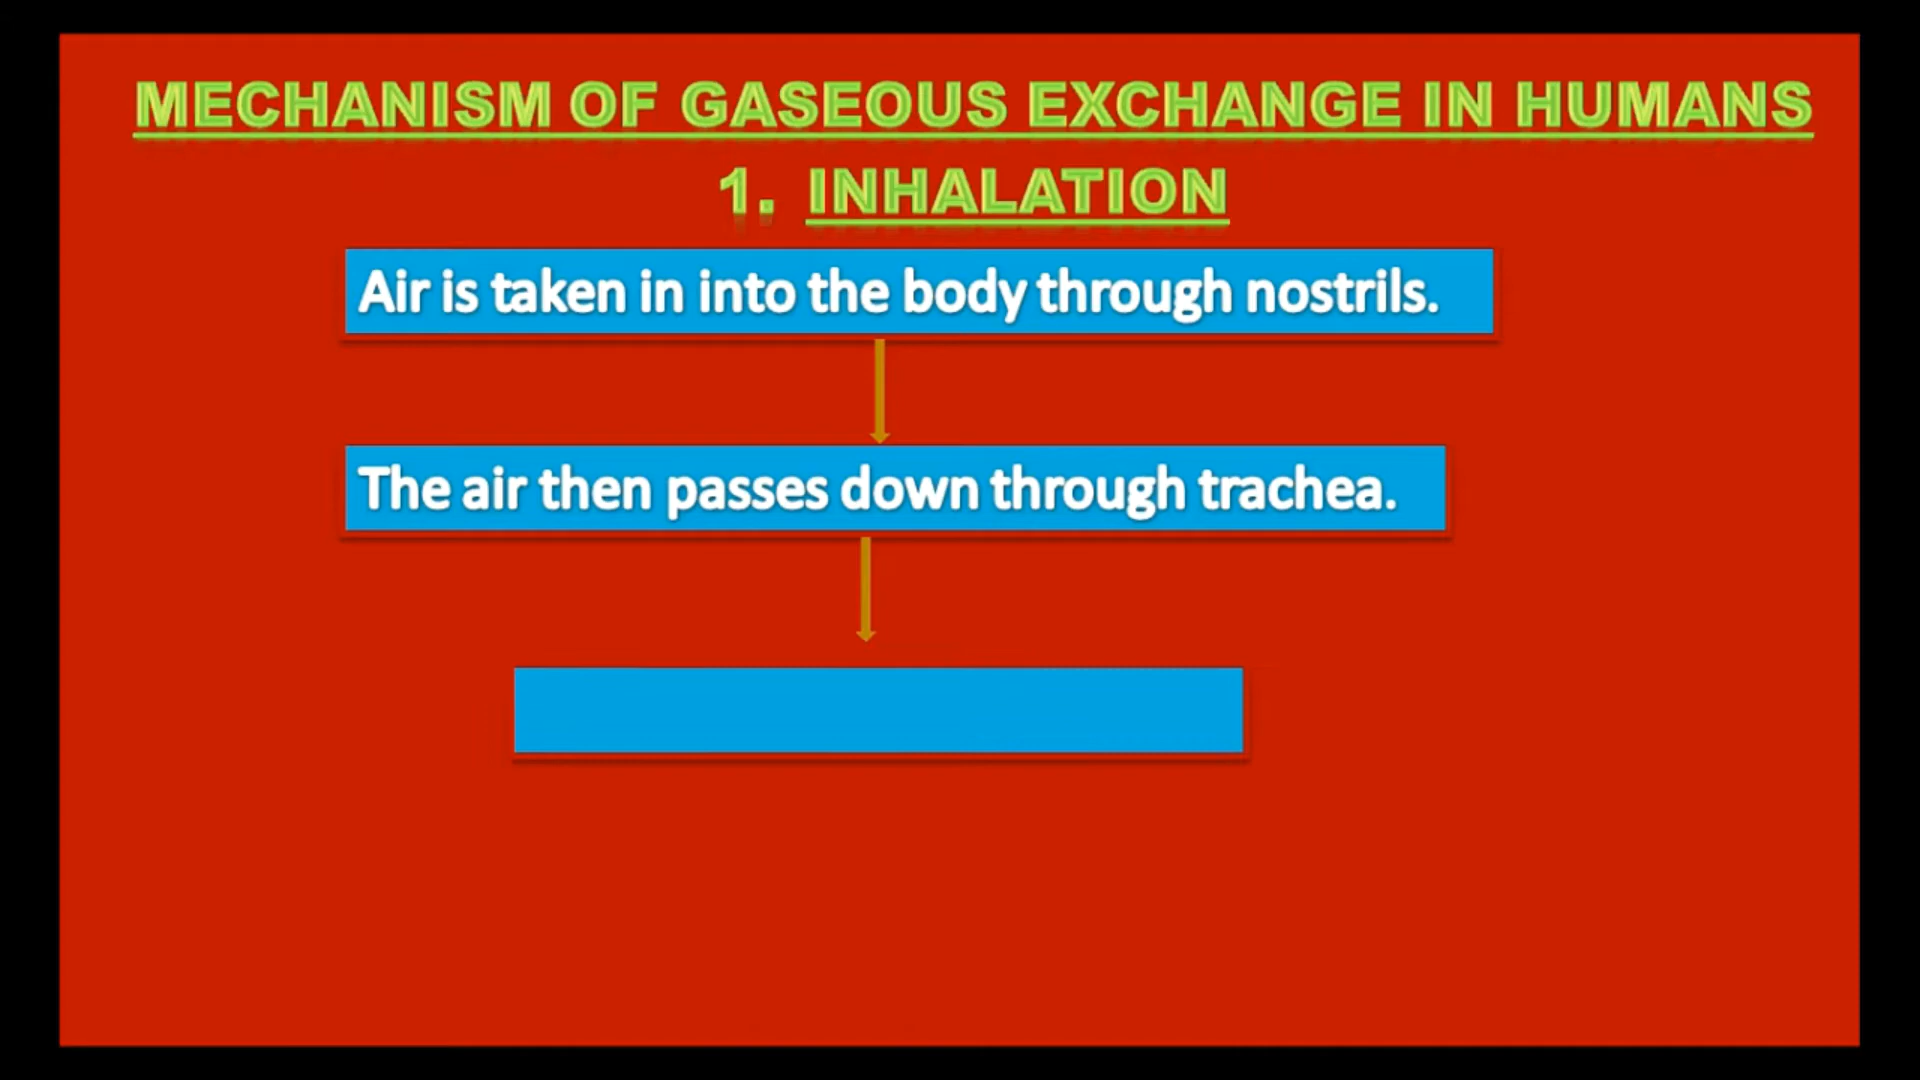 MECHANISM OF GASEOUS EXCHANGE IN HUMANS
1. INHALATION
Air is taken in into the body through nostrils.
The air then passes down through trachea.